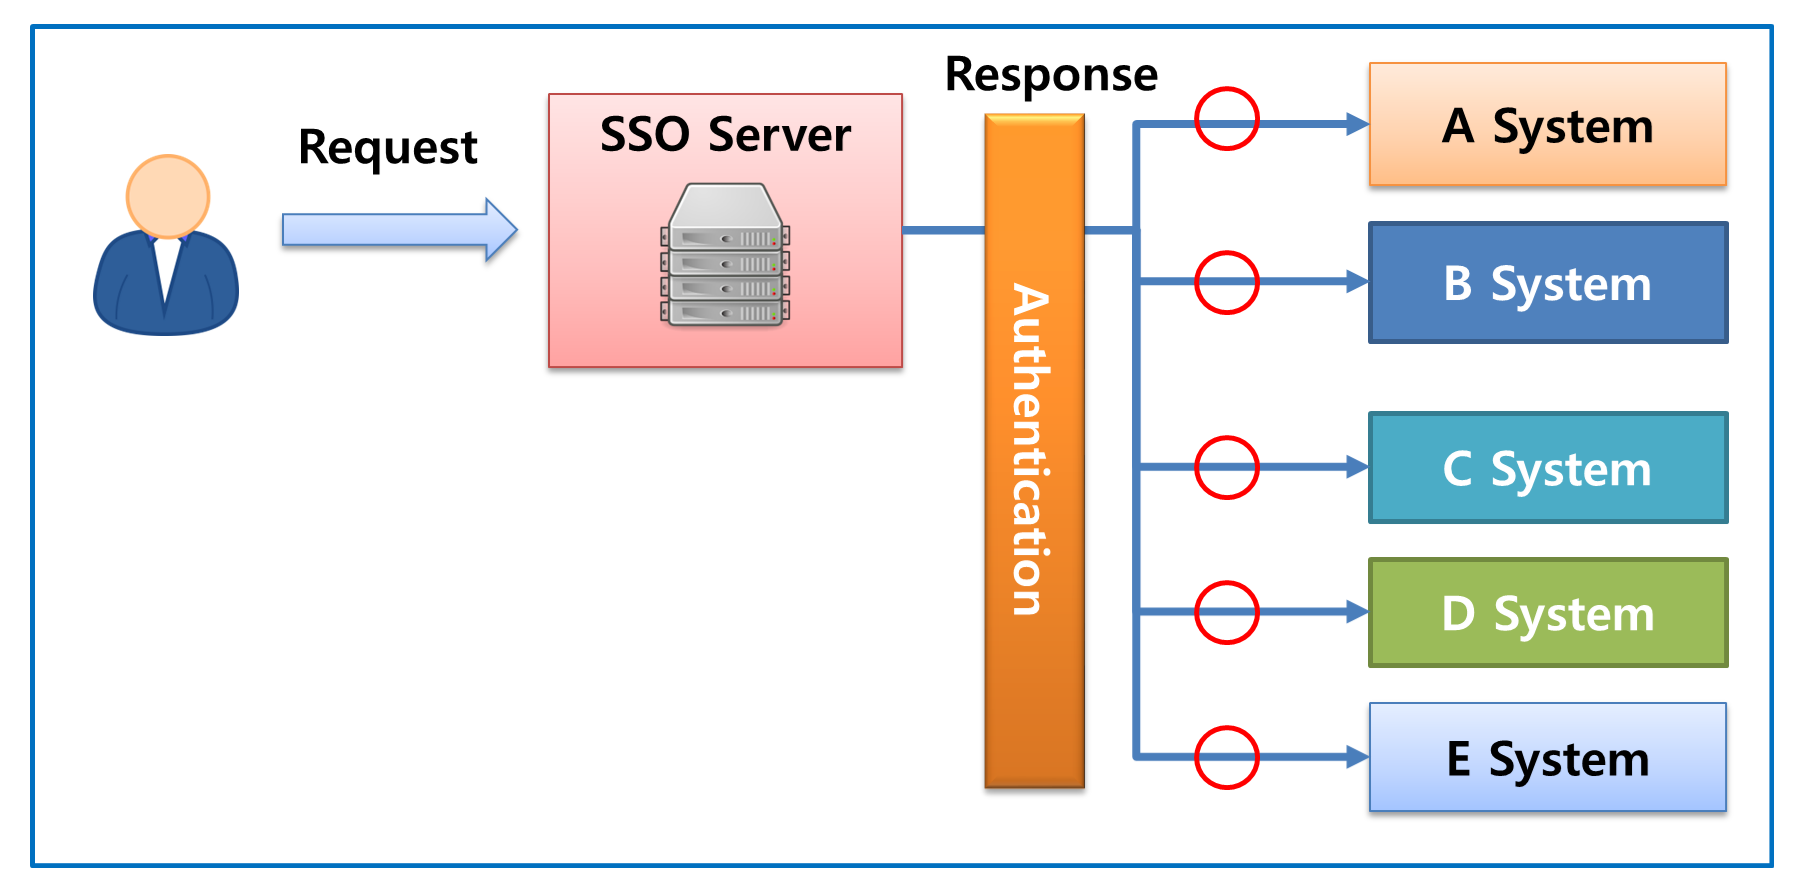 Request
SSO Server
Response
Authentication
A System
B System
C System
D System
E System